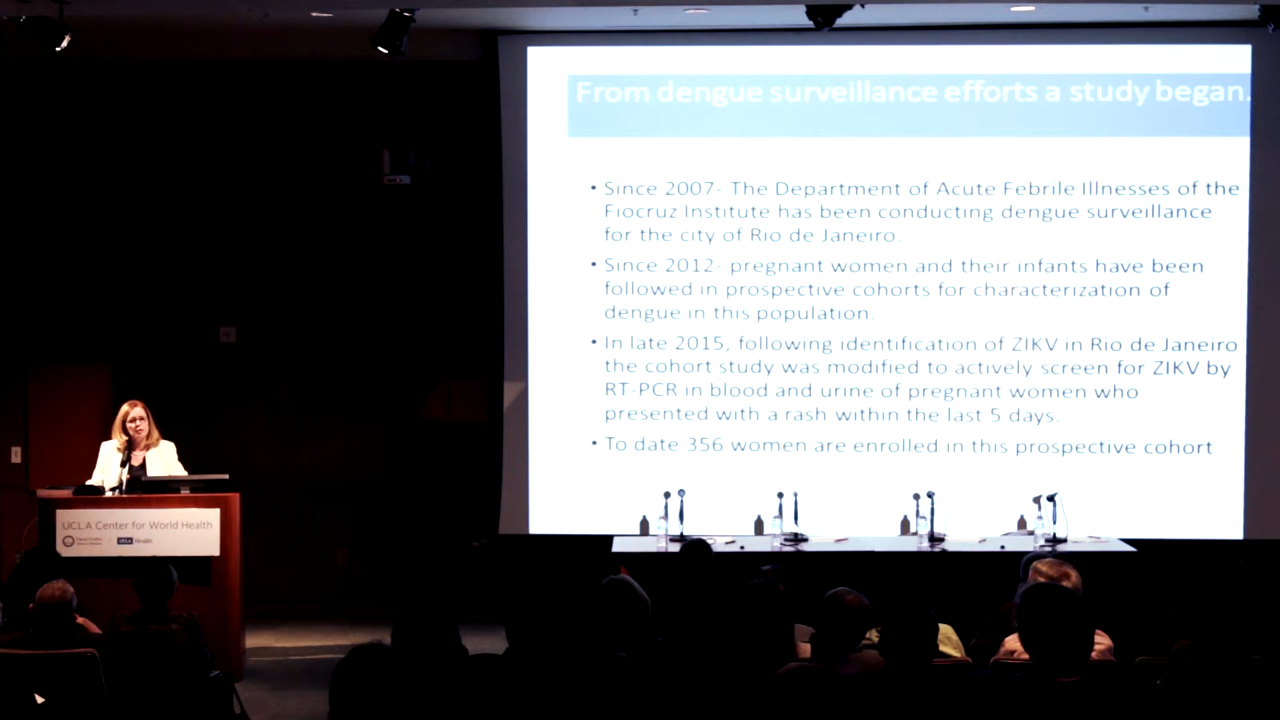 From dengue surveillance efforts a study began.
• Since 2007- The Department of Acute Febrile Illnesses of the
Fiocruz Institute has been conducting dengue surveillance
for the city of Rio de Janeiro.
• Since 2012- pregnant women and their infants have been
followed in prospective cohorts for characterization of
dengue in this population.
• In late 2015, following identification of ZIKV in Rio de Janeiro
the cohort study was modified to actively screen for ZIKV by
RT-PCR in blood and urine of pregnant women who
presented with a rash within the last 5 days.
• To date 356 women are enrolled in this prospective cohort
UCLA Center for World Health
UCLA Health